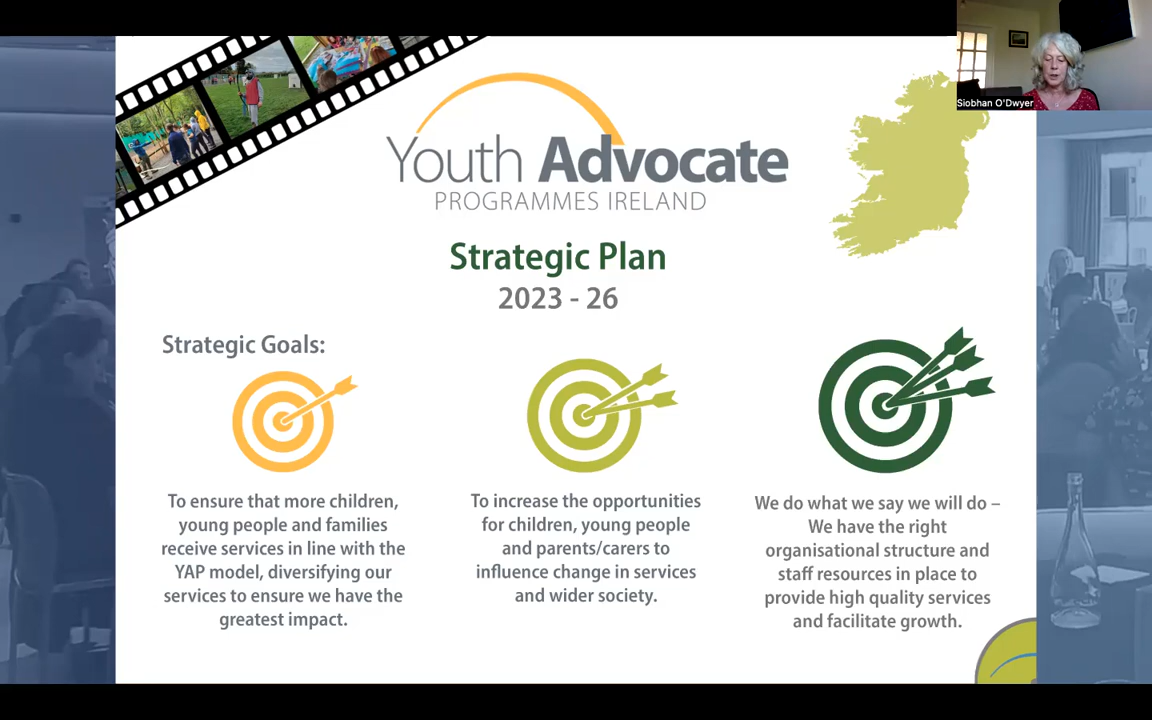 Siobhan O'Dwyer
Youth Advocate
PROGRAMMES IRELAND
Strategic Plan
2023 - 26
Strategic Goals:
To ensure that more children,
young people and families
receive services in line with the
YAP model, diversifying our
services to ensure we have the
greatest impact.
To increase the opportunities
for children, young people
and parents/carers to
influence change in services
and wider society.
We do what we say we will do –
We have the right
organisational structure and
staff resources in place to
provide high quality services
and facilitate growth.